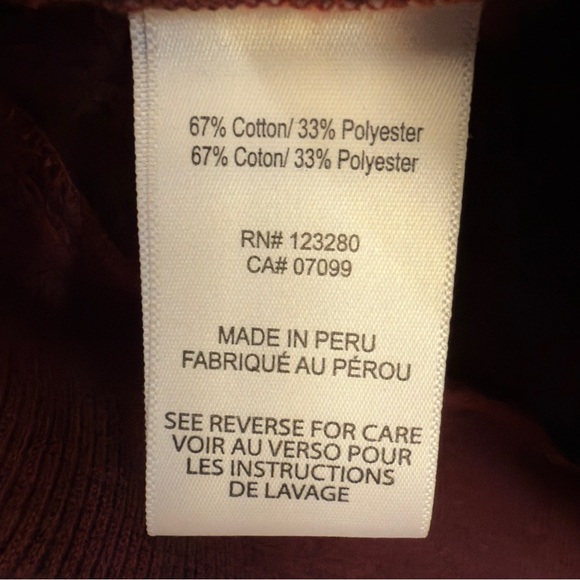 67% Cotton/ 33% Polyester
67% Coton/ 33% Polyester
RN# 123280
CA# 07099
MADE IN PERU
FABRIQUÉ AU PÉROU
SEE REVERSE FOR CARE
VOIR AU VERSO POUR
LES INSTRUCTIONS
DE LAVAGE